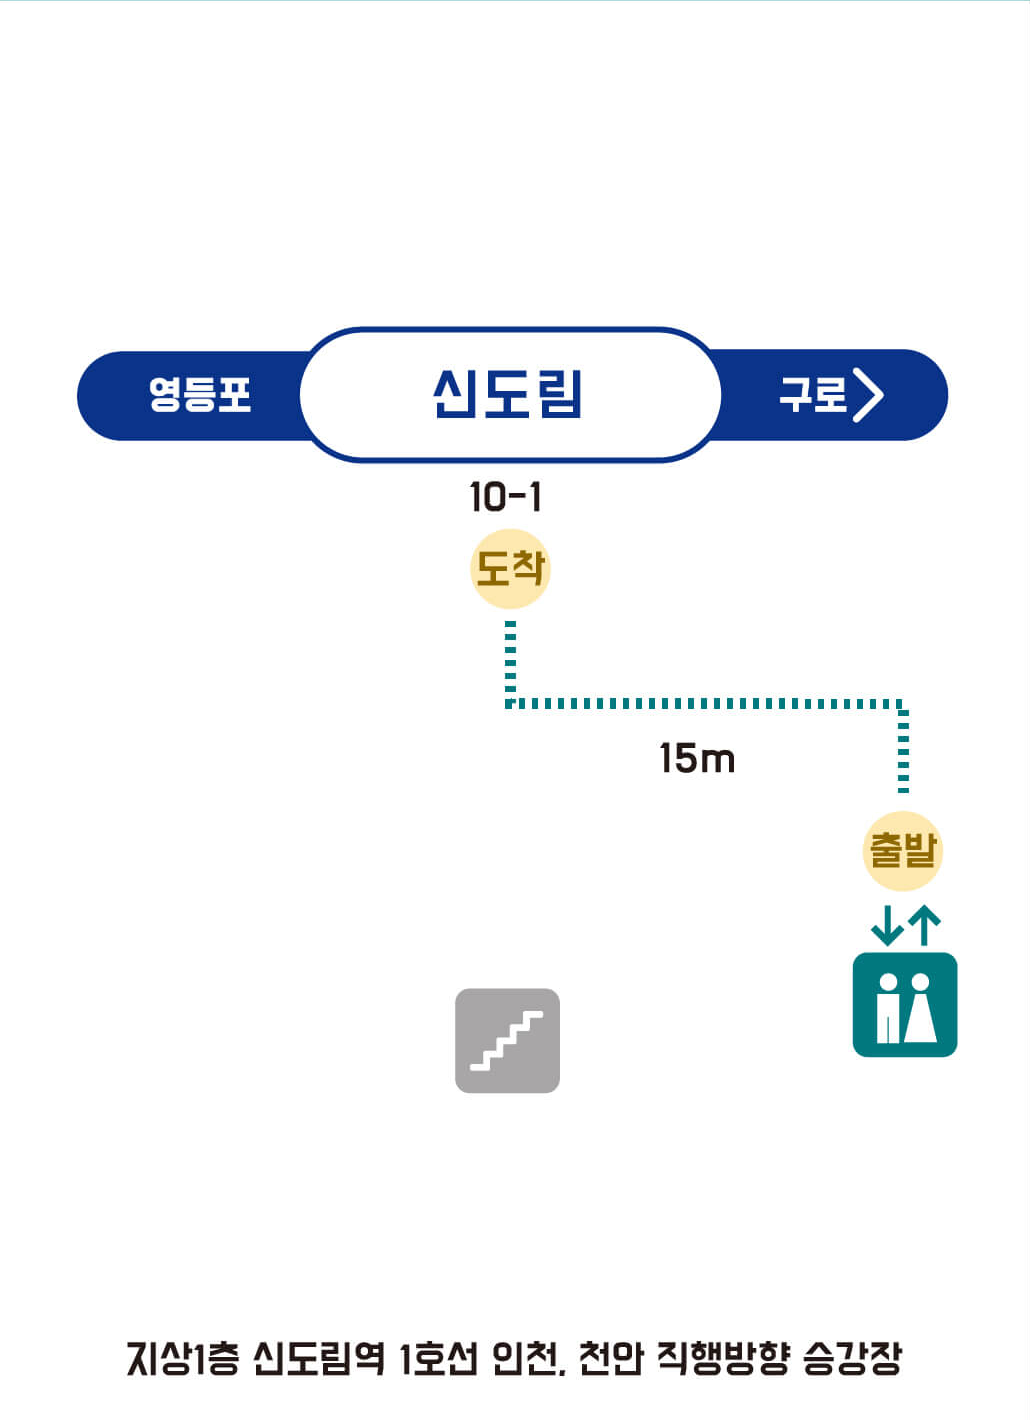 영등포 신도림 구로
10-1
도착
15m
출발
지상1층 신도림역 1호선 인천, 천안 직행방향 승강장